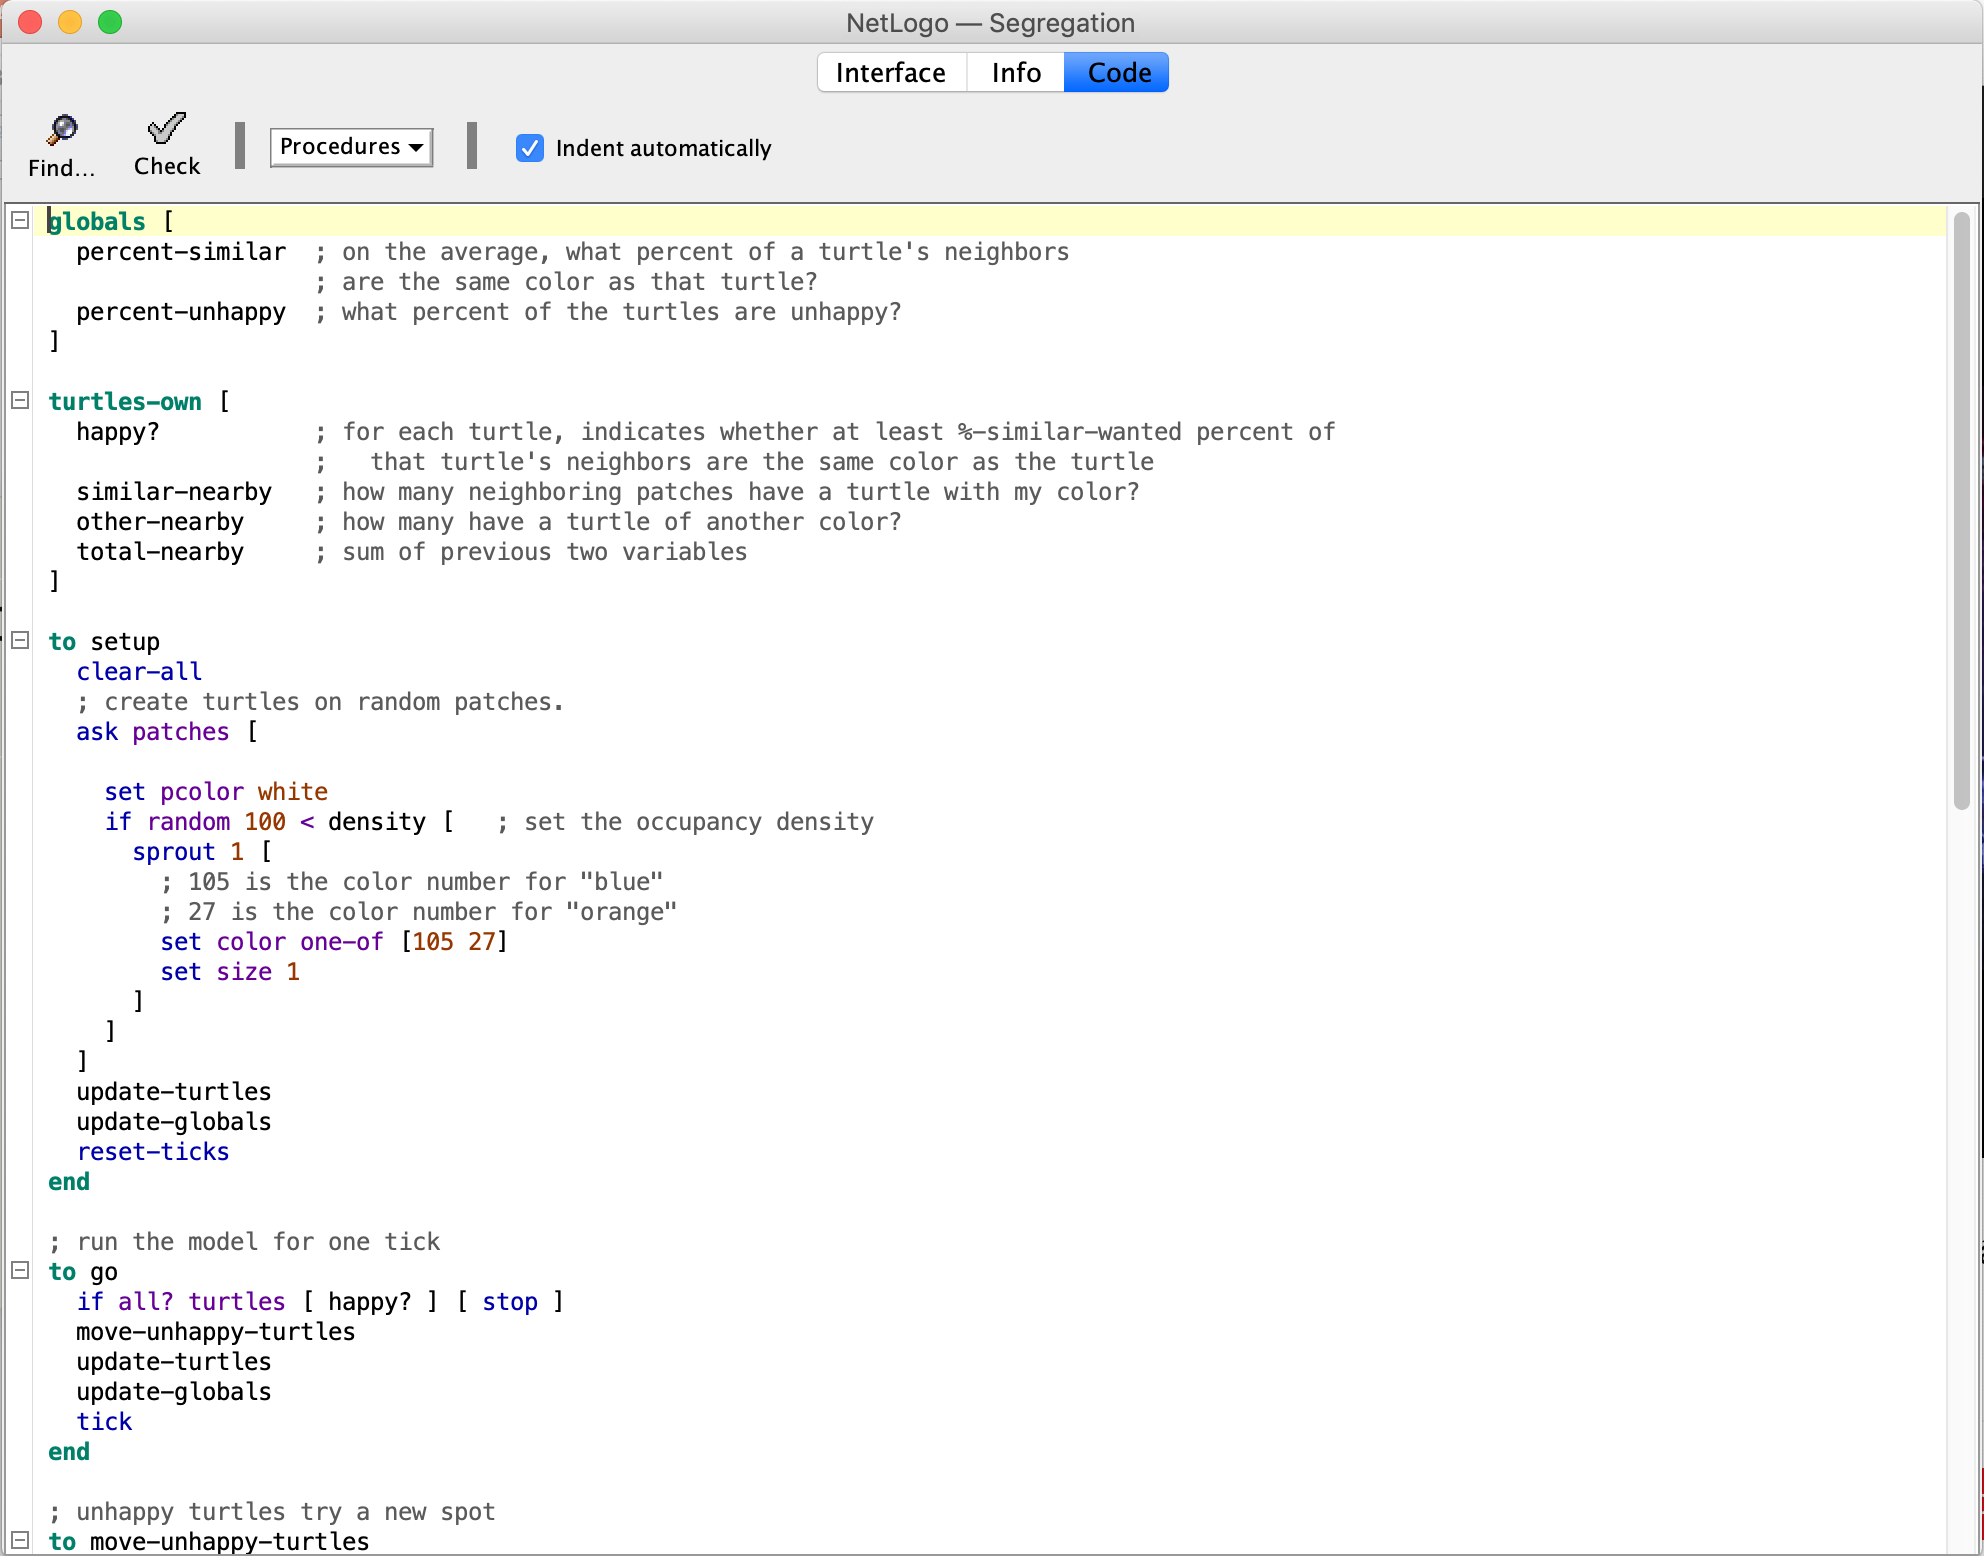 NetLogo — Segregation
Interface Info Code
Find... Check Procedures Indent automatically
globals [
  percent-similar  ; on the average, what percent of a turtle's neighbors
                   ; are the same color as that turtle?
  percent-unhappy  ; what percent of the turtles are unhappy?
]
turtles-own [
  happy?           ; for each turtle, indicates whether at least %-similar-wanted percent of
                   ;   that turtle's neighbors are the same color as the turtle
  similar-nearby   ; how many neighboring patches have a turtle with my color?
  other-nearby     ; how many have a turtle of another color?
  total-nearby     ; sum of previous two variables
]
to setup
  clear-all
  ; create turtles on random patches.
  ask patches [
    set pcolor white
    if random 100 < density [   ; set the occupancy density
      sprout 1 [
        ; 105 is the color number for "blue"
        ; 27 is the color number for "orange"
        set color one-of [105 27]
        set size 1
      ]
    ]
  ]
  update-turtles
  update-globals
  reset-ticks
end
; run the model for one tick
to go
  if all? turtles [ happy? ] [ stop ]
  move-unhappy-turtles
  update-turtles
  update-globals
  tick
end
; unhappy turtles try a new spot
to move-unhappy-turtles